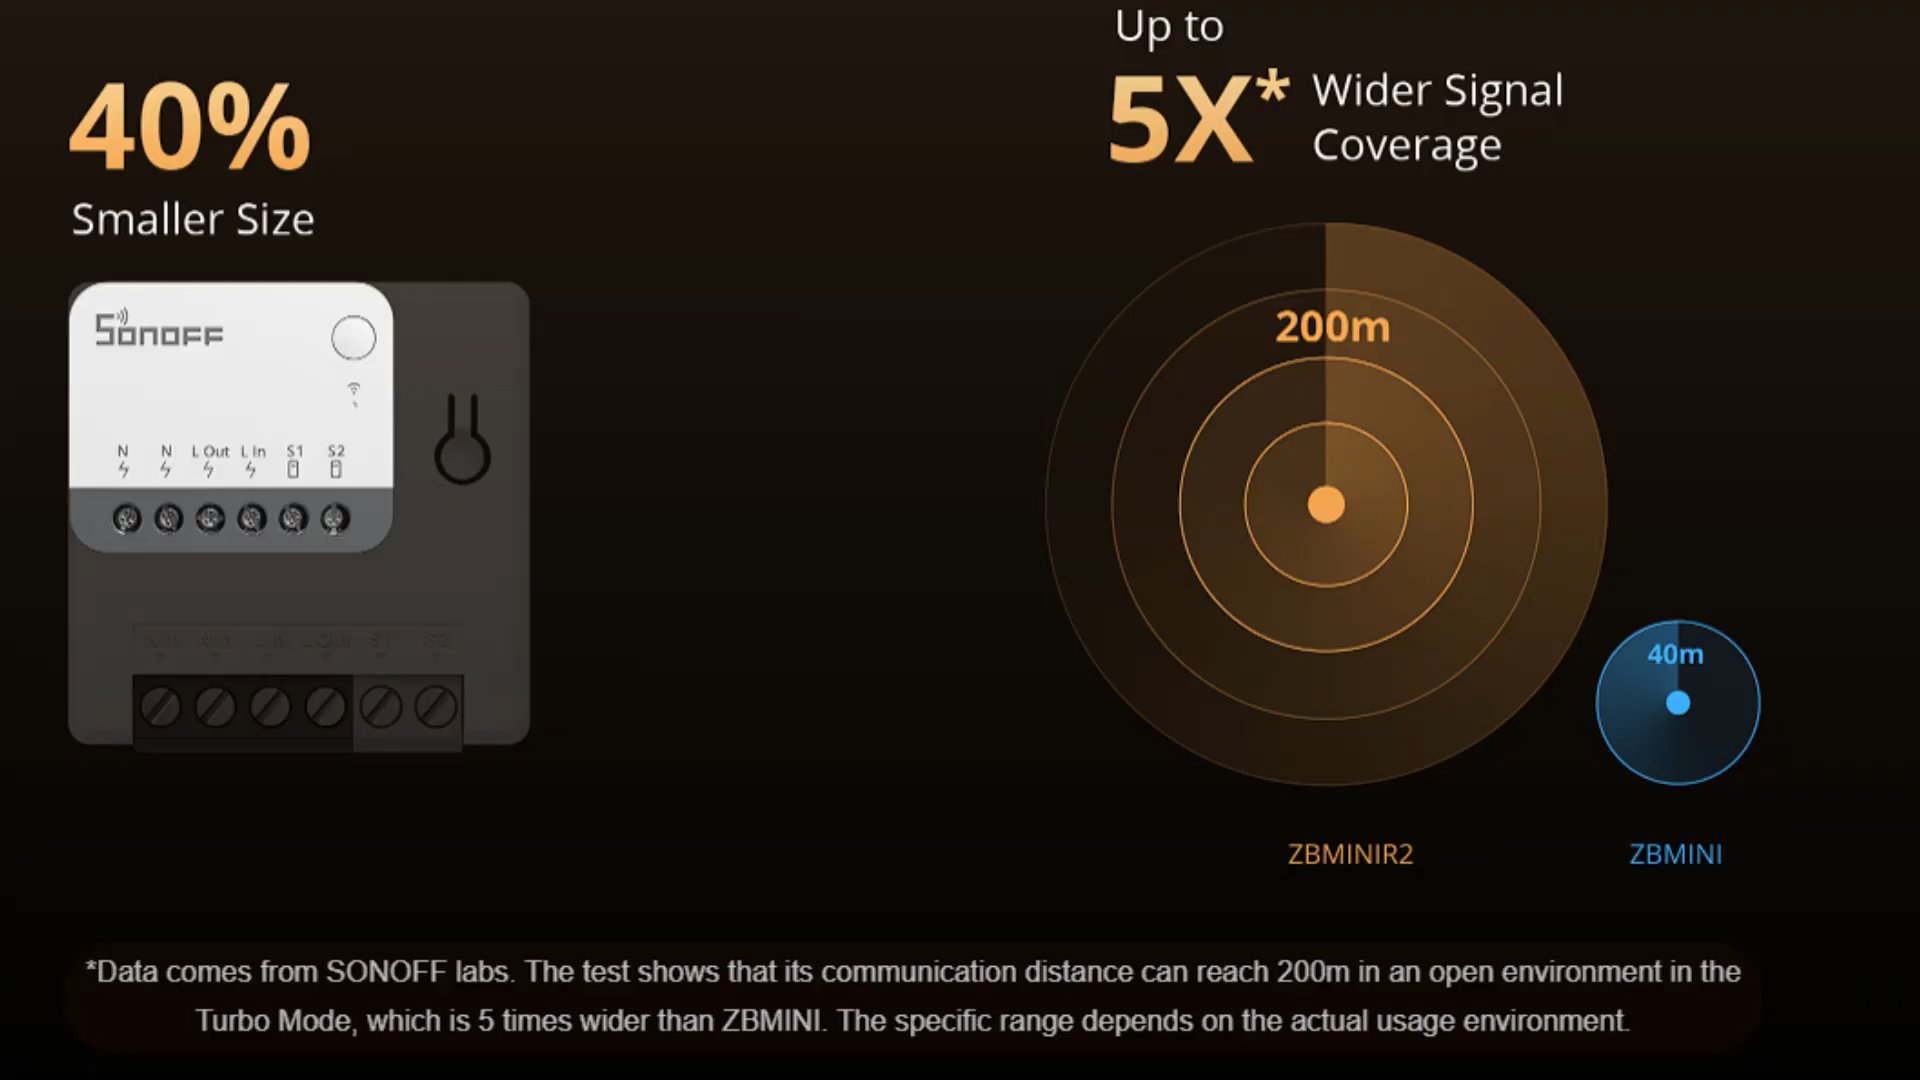 40%
Smaller Size
SONOFF
N N L Out L In S1 S2
Up to
5X* Wider Signal
Coverage
200m
40m
ZBMINIR2 ZBMINI
*Data comes from SONOFF labs. The test shows that its communication distance can reach 200m in an open environment in the
Turbo Mode, which is 5 times wider than ZBMINI. The specific range depends on the actual usage environment.